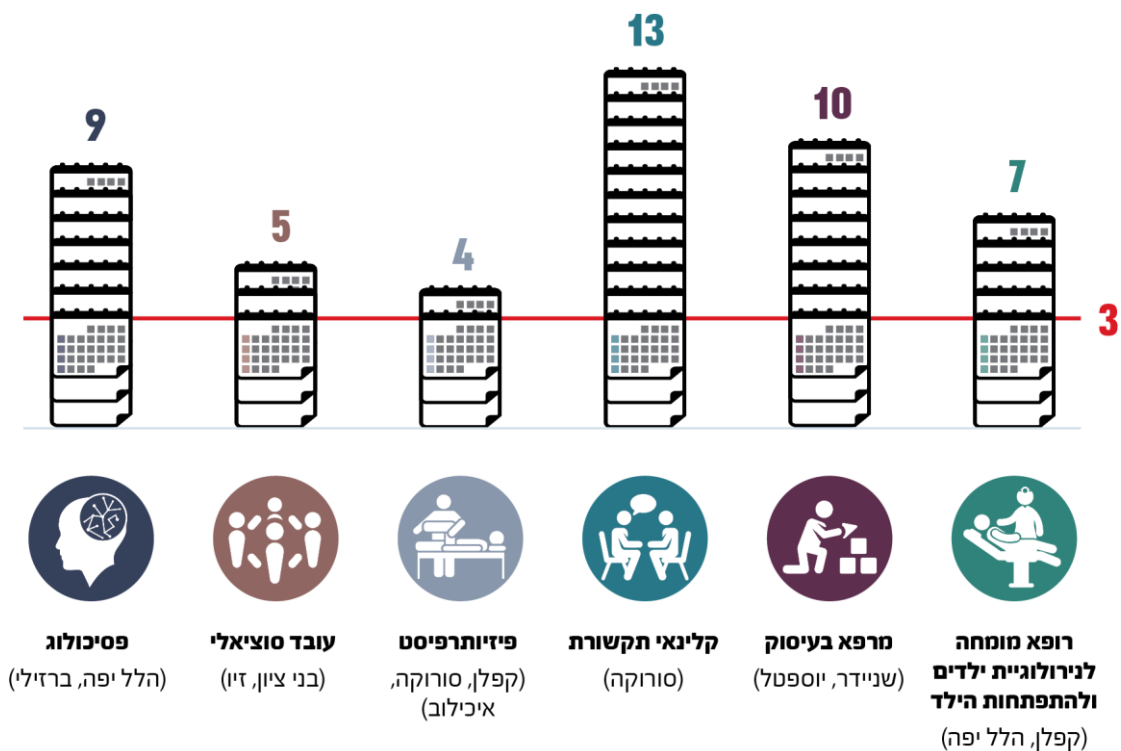 13
10
9
7
5
4
3
רופא מומחה
לנירולוגיית ילדים
ולהתפתחות הילד
(קפלן, הלל יפה)
מרפא בעיסוק
(שניידר, יוספטל)
קלינאי תקשורת
(סורוקה)
פיזיותרפיסט
(קפלן, סורוקה,
איכילוב)
עובד סוציאלי
(בני ציון, זיו)
פסיכולוג
(הלל יפה, ברזילי)